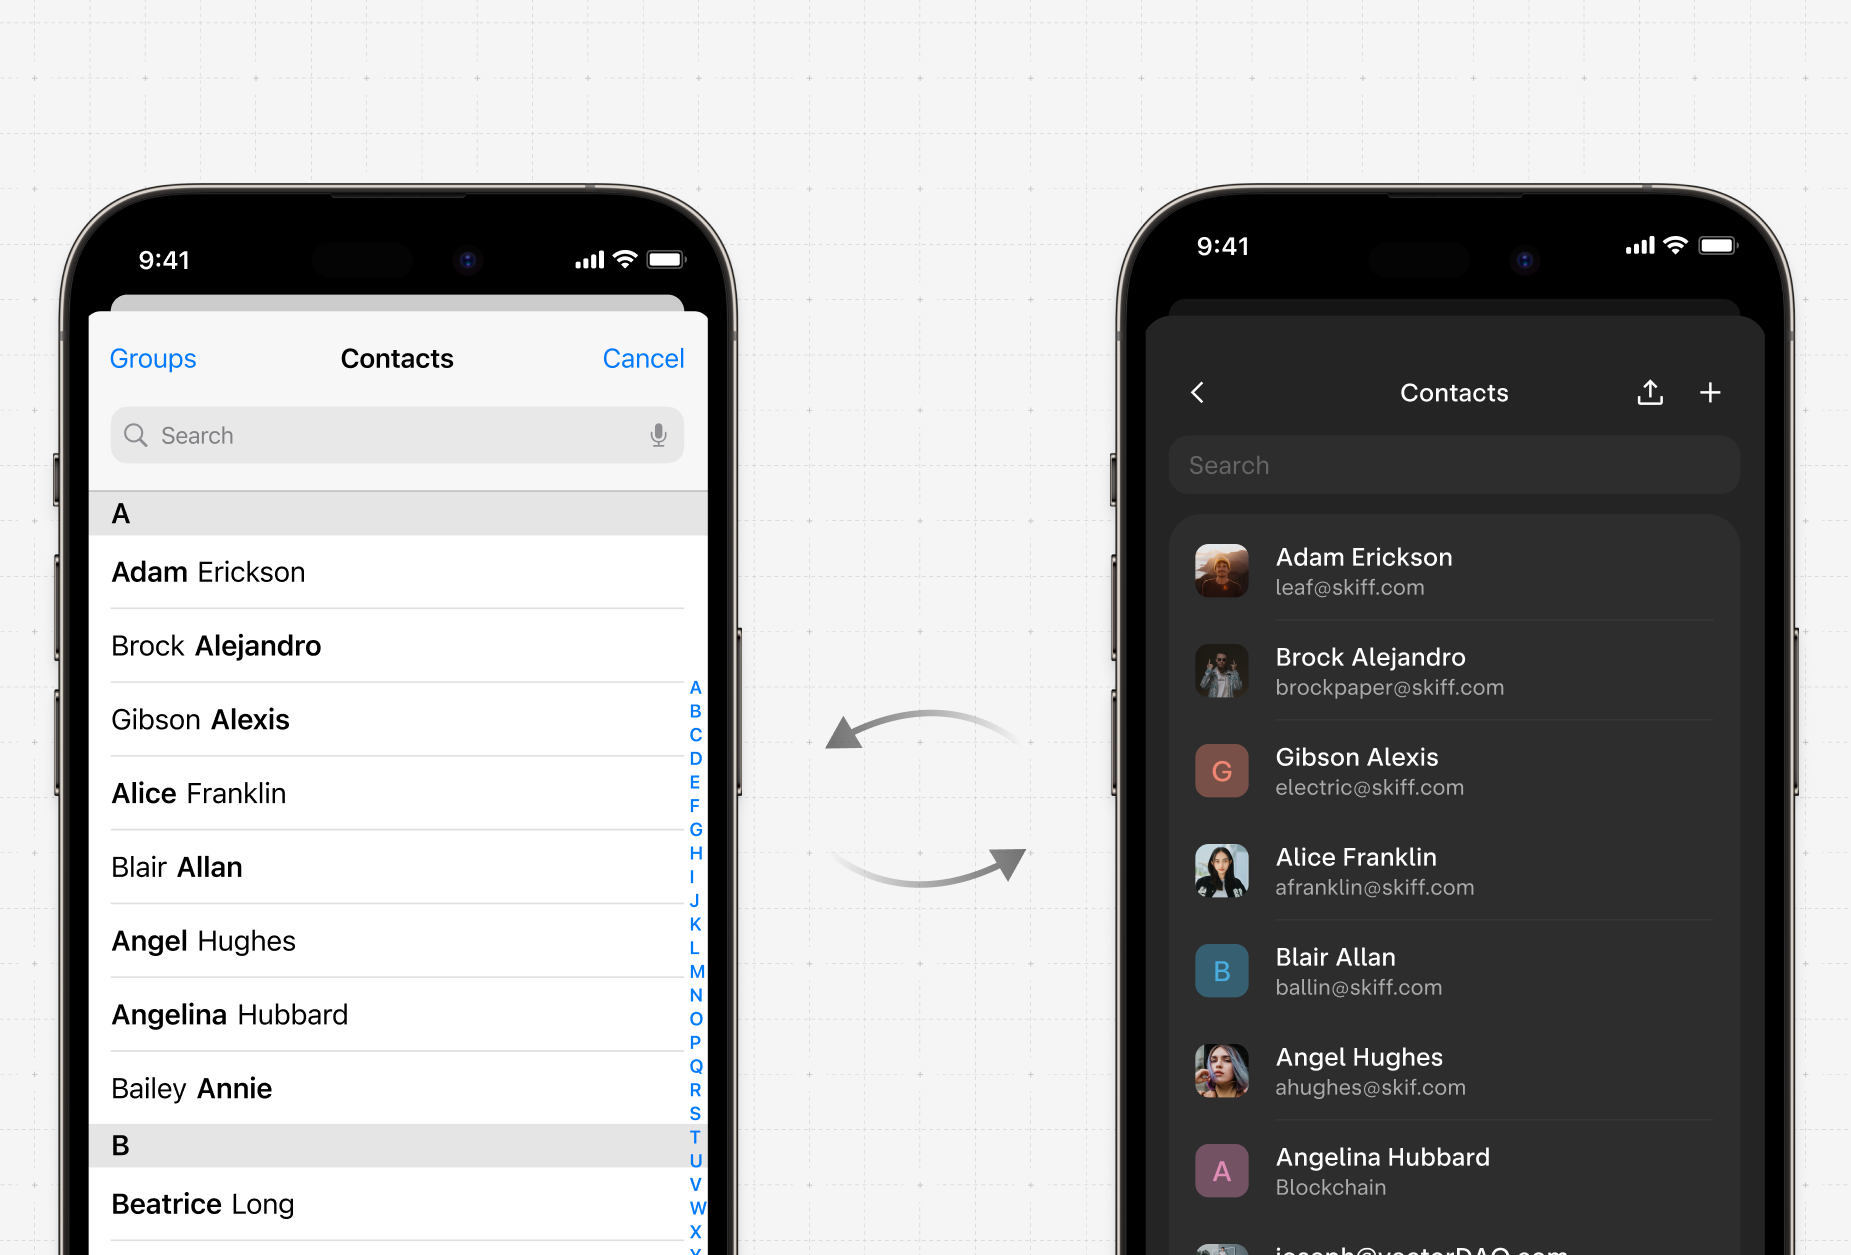 9:41
Groups
Contacts
Cancel
Search
A
Adam Erickson
Brock Alejandro
Gibson Alexis
Alice Franklin
Blair Allan
Angel Hughes
Angelina Hubbard
Bailey Annie
B
Beatrice Long
A
B
C
D
E
F
G
H
I
J
K
L
M
N
O
P
Q
R
S
T
U
V
W
X
Y
9:41
Contacts
Search
Adam Erickson
leaf@skiff.com
Brock Alejandro
brockpaper@skiff.com
G
Gibson Alexis
electric@skiff.com
Alice Franklin
afranklin@skiff.com
B
Blair Allan
ballin@skiff.com
Angel Hughes
ahughes@skif.com
A
Angelina Hubbard
Blockchain
joseph@vectorDAO.com